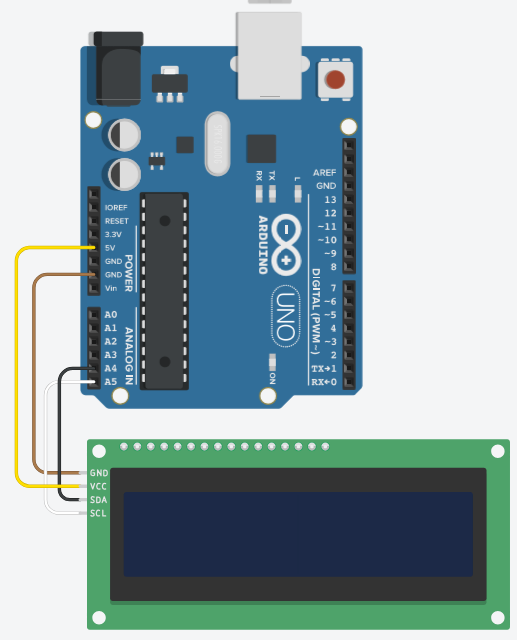 AREF
GND
13
12
~11
~10
~9
8
7
~6
~5
4
~3
2
TX→1
RX←0
DIGITAL (PWM~)
RX
TX
L
ARDUINO
UNO
ON
IOREF
RESET
3.3V
5V
GND
GND
Vin
POWER
A0
A1
A2
A3
A4
A5
ANALOG IN
GND
VCC
SDA
SCL